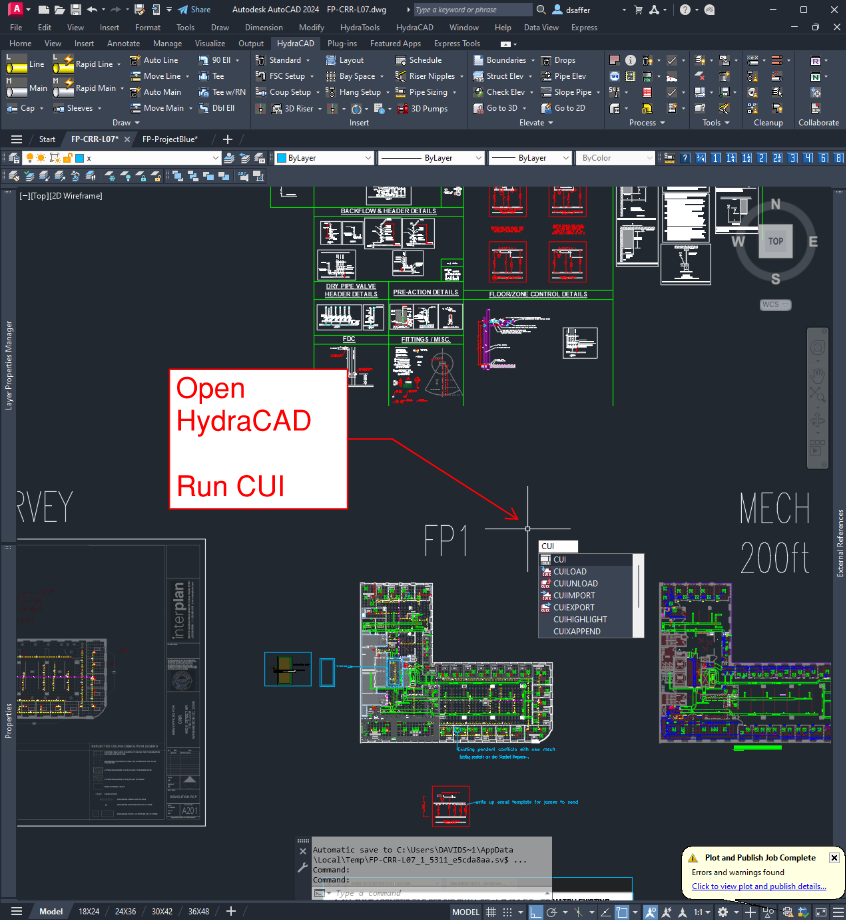 Share
Autodesk AutoCAD 2024 FP-CRR-L07.dwg
Type a keyword or phrase
dsaffer
File Edit View Insert Format Tools Draw Dimension Modify HydraTools HydraCAD Window Help Data View Express
Home View Insert Annotate Manage Visualize Output HydraCAD Plug-ins Featured Apps Express Tools
Line Rapid Line Auto Line 90 Ell Standard Layout Schedule Boundaries Drops
Move Line Tee FSC Setup Bay Space Riser Nipples Struct Elev Pipe Elev
Main Rapid Main Auto Main Tee w/RN Coup Setup Hang Setup Pipe Sizing Check Elev Slope Pipe
Cap Sleeves Move Main Dbl Ell 3D Riser 3D Pumps Go to 3D Go to 2D
Draw Insert Elevate Process Tools Cleanup Collaborate
Start FP-CRR-L07* FP-ProjectBlue*
x ByLayer ByLayer ByLayer ByColor
[−][Top][2D Wireframe]
BACKFLOW & HEADER DETAILS
DRY PIPE VALVE
HEADER DETAILS
PRE-ACTION DETAILS
FLOOR/ZONE CONTROL DETAILS
FDC
FITTINGS / MISC.
N
W TOP E
S
WCS
Layer Properties Manager
Open
HydraCAD
Run CUI
RVEY
FP1
MECH
200ft
CUI
CUI
CUILOAD
CUIUNLOAD
CUIIMPORT
CUIEXPORT
CUIHIGHLIGHT
CUIXAPPEND
External References
Properties
interplan
A201
write up email template for james to send
Automatic save to C:\Users\DAVIDS~1\AppData
\Local\Temp\FP-CRR-L07_1_5311_e5cda8aa.sv$ ...
Command:
Command:
Type a command
Plot and Publish Job Complete
Errors and warnings found
Click to view plot and publish details...
Model 18X24 24X36 30X42 36X48
MODEL
1:1